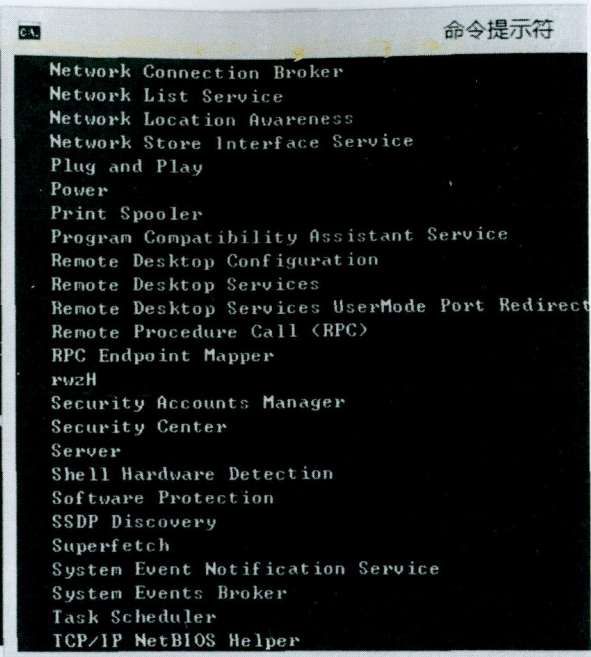 命令提示符
Network Connection Broker
Network List Service
Network Location Awareness
Network Store Interface Service
Plug and Play
Power
Print Spooler
Program Compatibility Assistant Service
Remote Desktop Configuration
Remote Desktop Services
Remote Desktop Services UserMode Port Redirect
Remote Procedure Call (RPC)
RPC Endpoint Mapper
rwzH
Security Accounts Manager
Security Center
Server
Shell Hardware Detection
Software Protection
SSDP Discovery
Superfetch
System Event Notification Service
System Events Broker
Task Scheduler
TCP/IP NetBIOS Helper